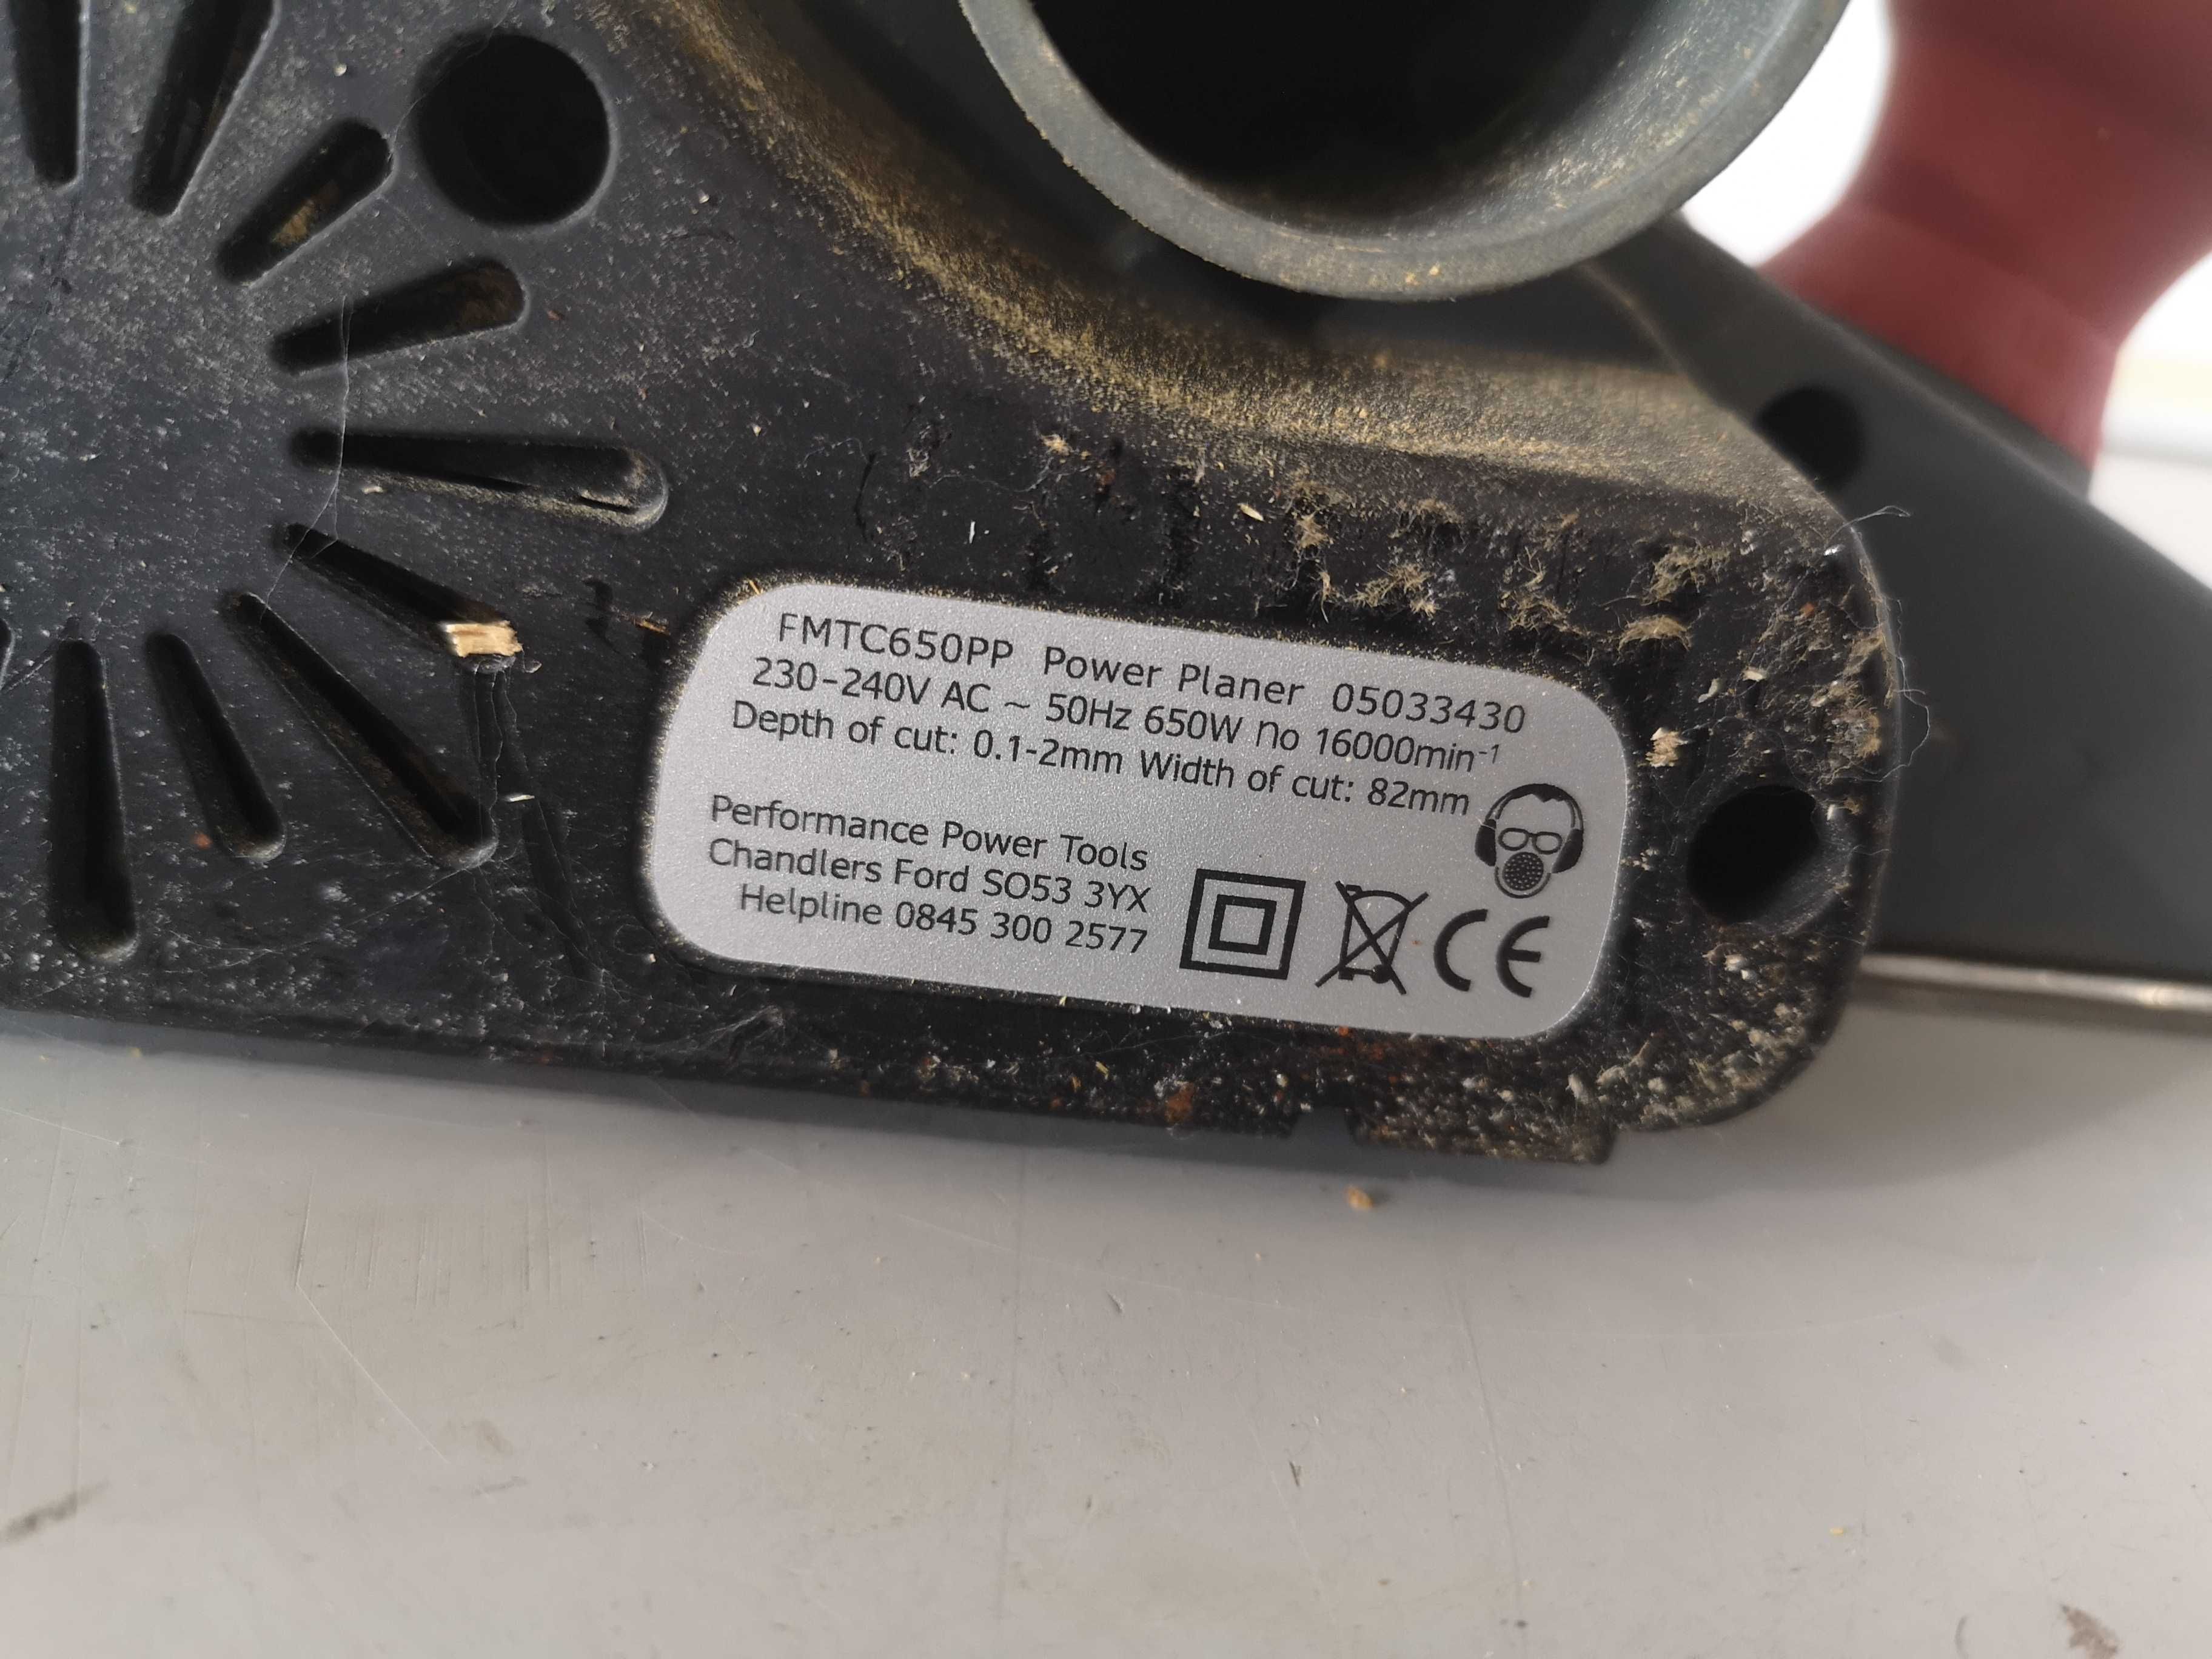 FMTC650PP Power Planer 05033430
230-240V AC ~ 50Hz 650W no 16000min⁻¹
Depth of cut: 0.1-2mm Width of cut: 82mm
Performance Power Tools
Chandlers Ford SO53 3YX
Helpline 0845 300 2577
CE